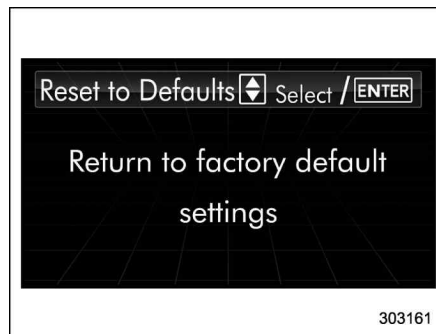 Reset to Defaults Select / ENTER
Return to factory default
settings
303161